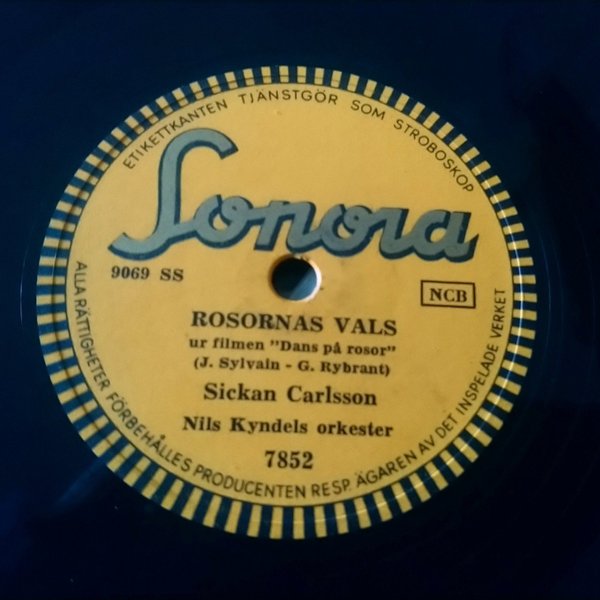 ETIKETTKANTEN TJÄNSTGÖR SOM STROBOSKOP
Sonora
9069 SS
NCB
ROSORNAS VALS
ur filmen "Dans på rosor"
(J. Sylvain - G. Rybrant)
Sickan Carlsson
Nils Kyndels orkester
7852
ALLA RÄTTIGHETER FÖRBEHÅLLES PRODUCENTEN RESP. ÄGAREN AV DET INSPELADE VERKET